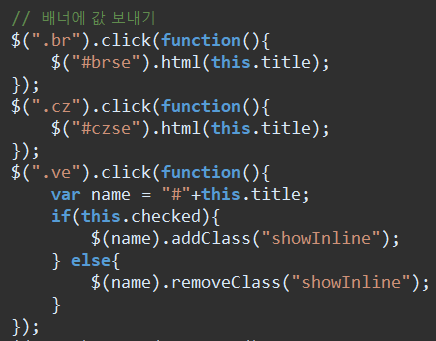 // 배너에 값 보내기
$(".br").click(function(){
    $("#brse").html(this.title);
});
$(".cz").click(function(){
    $("#czse").html(this.title);
});
$(".ve").click(function(){
    var name = "#"+this.title;
    if(this.checked){
        $(name).addClass("showInline");
    } else{
        $(name).removeClass("showInline");
    }
});